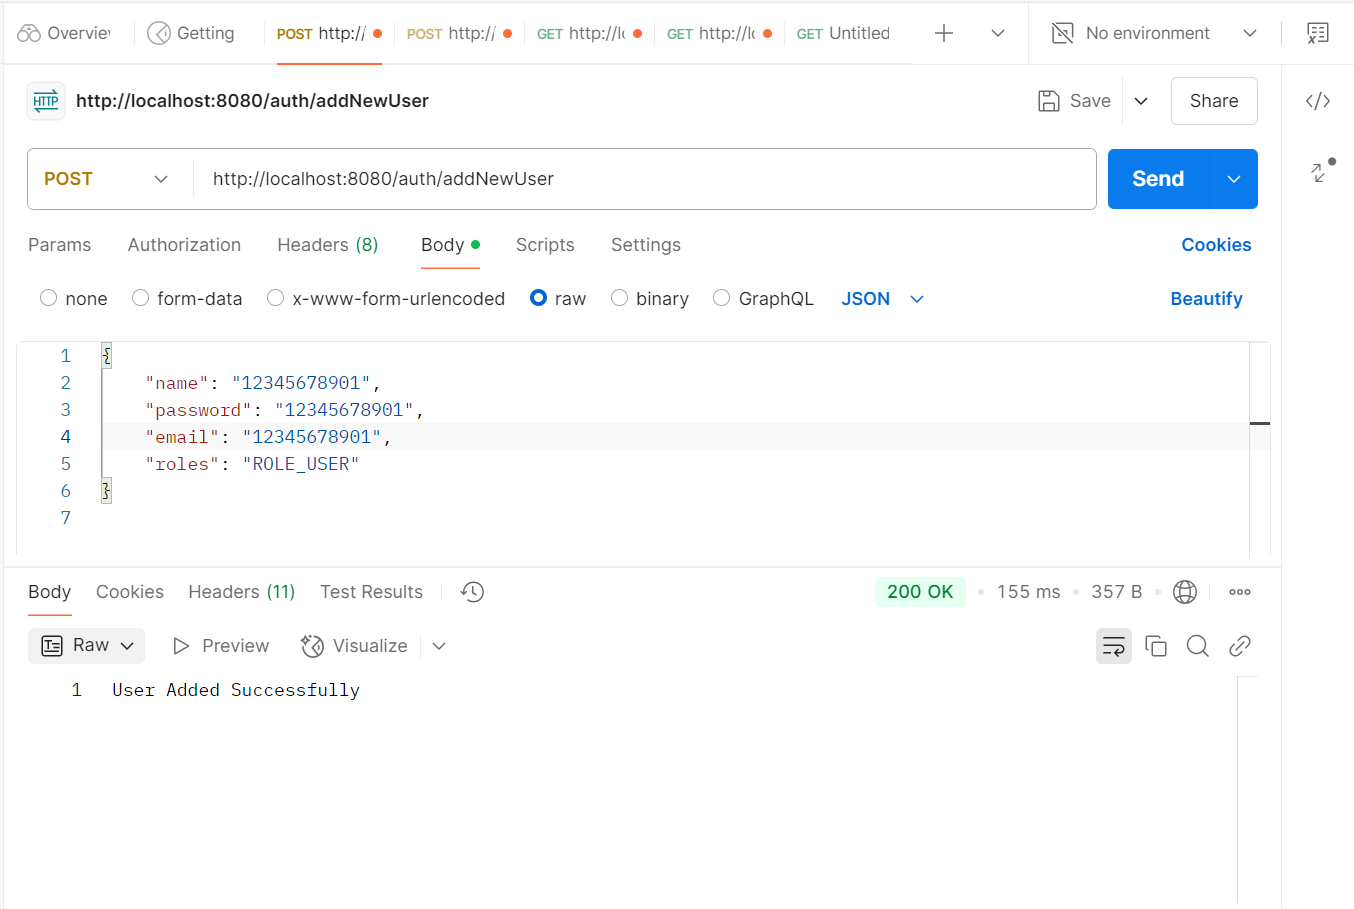 Overview Getting POST http:// POST http:// GET http://lo GET http://lo GET Untitled No environment
HTTP http://localhost:8080/auth/addNewUser Save Share
POST http://localhost:8080/auth/addNewUser Send
Params Authorization Headers (8) Body Scripts Settings Cookies
none form-data x-www-form-urlencoded raw binary GraphQL JSON Beautify
1 {
2 "name": "12345678901",
3 "password": "12345678901",
4 "email": "12345678901",
5 "roles": "ROLE_USER"
6 }
7
Body Cookies Headers (11) Test Results 200 OK 155 ms 357 B
Raw Preview Visualize
1 User Added Successfully